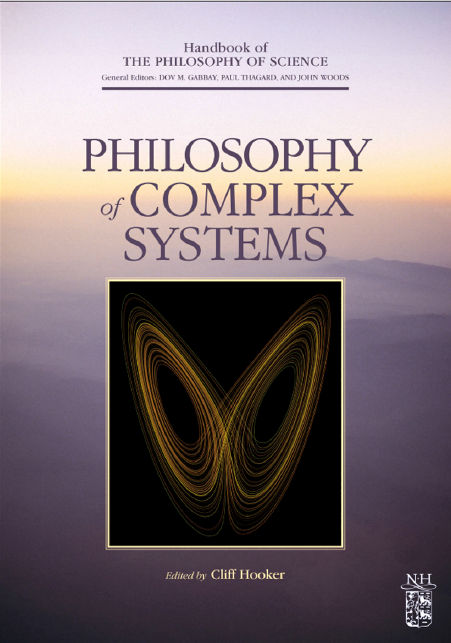 Handbook of
THE PHILOSOPHY OF SCIENCE
General Editors: DOV M. GABBAY, PAUL THAGARD, AND JOHN WOODS
PHILOSOPHY
of COMPLEX
SYSTEMS
Edited by Cliff Hooker
N·H